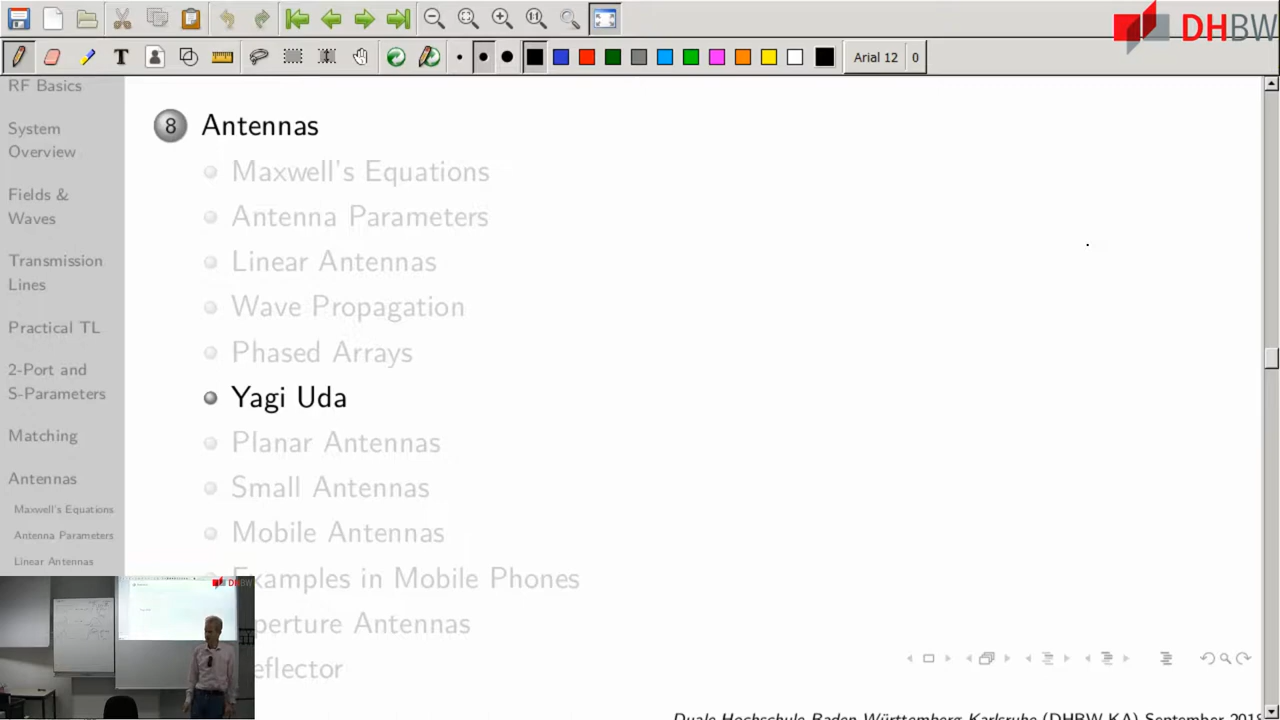 DHBW
Arial 12
0
RF Basics
System
Overview
Fields &
Waves
Transmission
Lines
Practical TL
2-Port and
S-Parameters
Matching
Antennas
Maxwell's Equations
Antenna Parameters
Linear Antennas
8 Antennas
Maxwell's Equations
Antenna Parameters
Linear Antennas
Wave Propagation
Phased Arrays
Yagi Uda
Planar Antennas
Small Antennas
Mobile Antennas
Examples in Mobile Phones
perture Antennas
eflector
DHBW
Duale Hochschule Baden Württemberg Karlsruhe (DHBW KA) September 2018